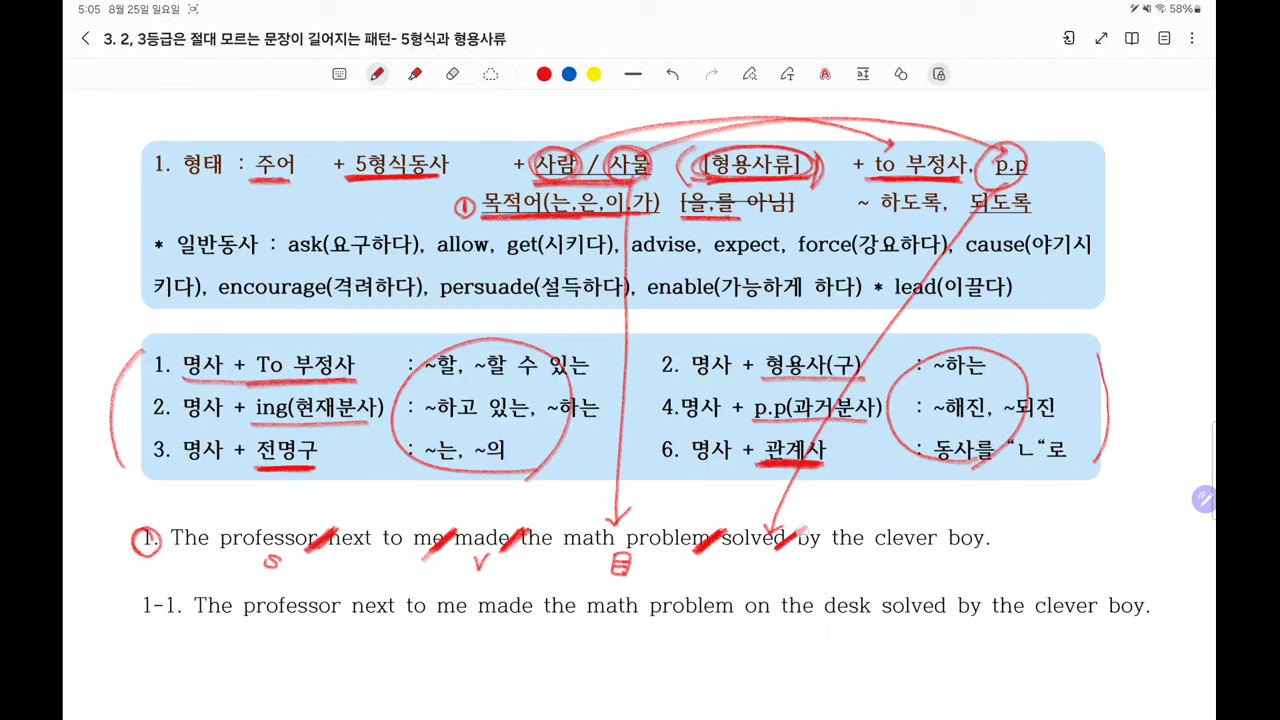 5:05 8월 25일 일요일 58%
3. 2, 3등급은 절대 모르는 문장이 길어지는 패턴- 5형식과 형용사류
1. 형태 : 주어 + 5형식동사 + 사람 / 사물 [형용사류] + to 부정사, p.p
① 목적어(는,은,이,가) [을,를 아님] ~ 하도록, 되도록
* 일반동사 : ask(요구하다), allow, get(시키다), advise, expect, force(강요하다), cause(야기시
키다), encourage(격려하다), persuade(설득하다), enable(가능하게 하다) * lead(이끌다)
1. 명사 + To 부정사 : ~할, ~할 수 있는 2. 명사 + 형용사(구) : ~하는
2. 명사 + ing(현재분사) : ~하고 있는, ~하는 4.명사 + p.p(과거분사) : ~해진, ~되진
3. 명사 + 전명구 : ~는, ~의 6. 명사 + 관계사 : 동사를 “ㄴ“로
1. The professor next to me made the math problem solved by the clever boy.
S V 목
1-1. The professor next to me made the math problem on the desk solved by the clever boy.